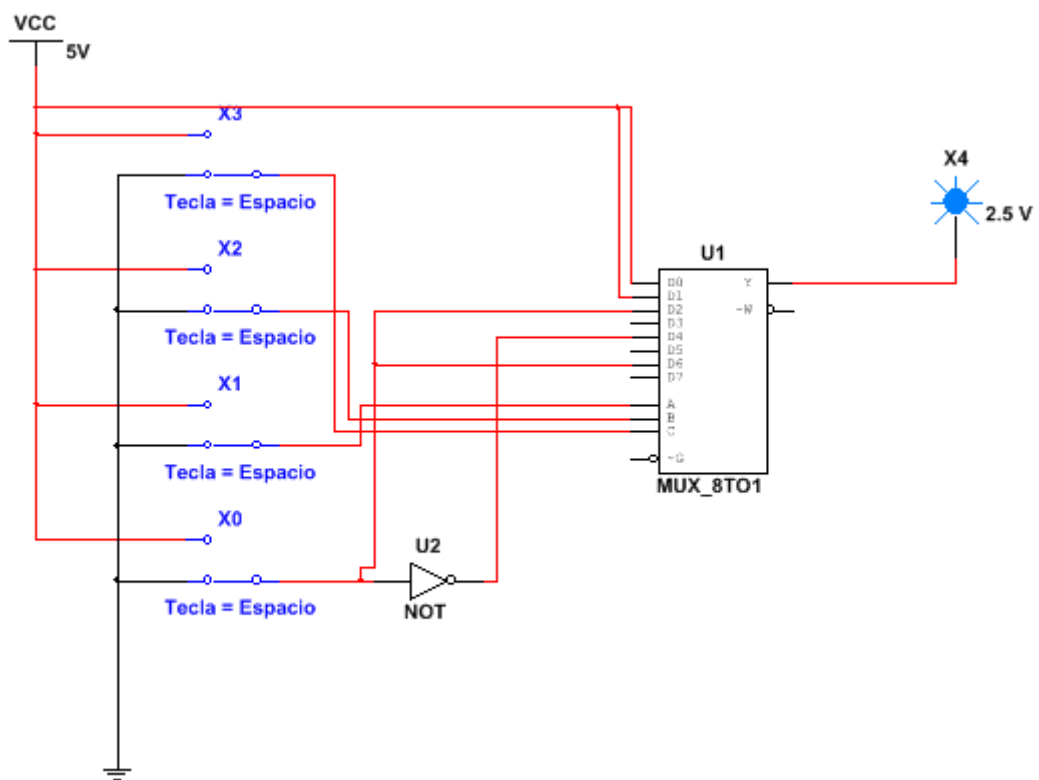 VCC
5V
X3
Tecla = Espacio
X2
Tecla = Espacio
X1
Tecla = Espacio
X0
Tecla = Espacio
U2
NOT
U1
D0
D1
D2
D3
D4
D5
D6
D7
A
B
C
~G
Y
~W
MUX_8TO1
X4
2.5 V